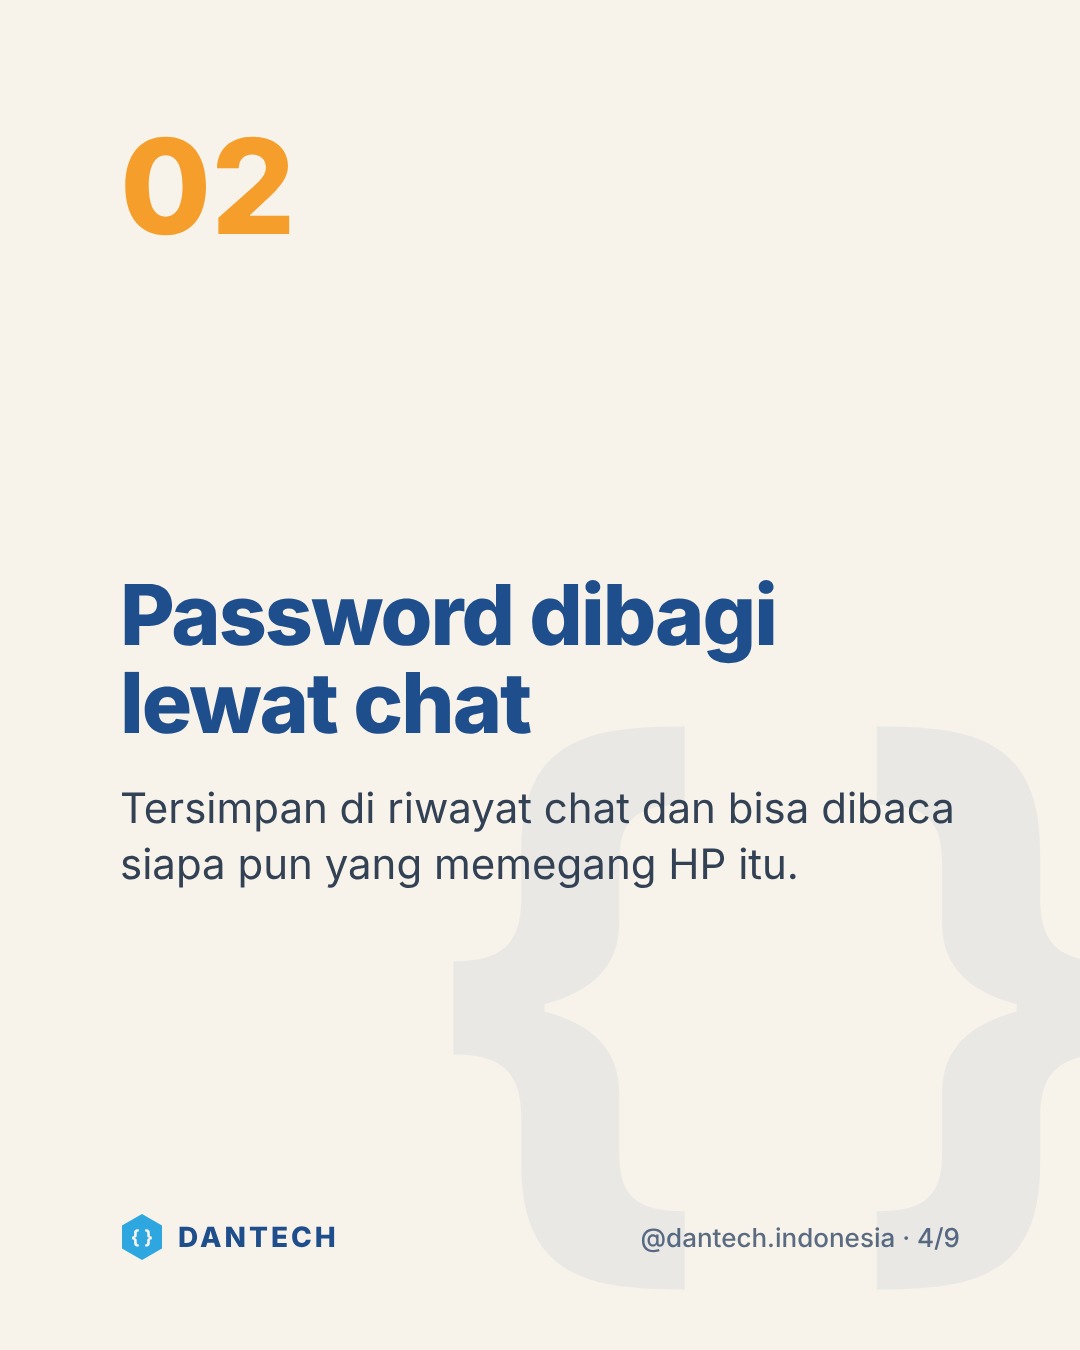 02
Password dibagi
lewat chat
Tersimpan di riwayat chat dan bisa dibaca
siapa pun yang memegang HP itu.
{ }
{ } DANTECH
@dantech.indonesia · 4/9